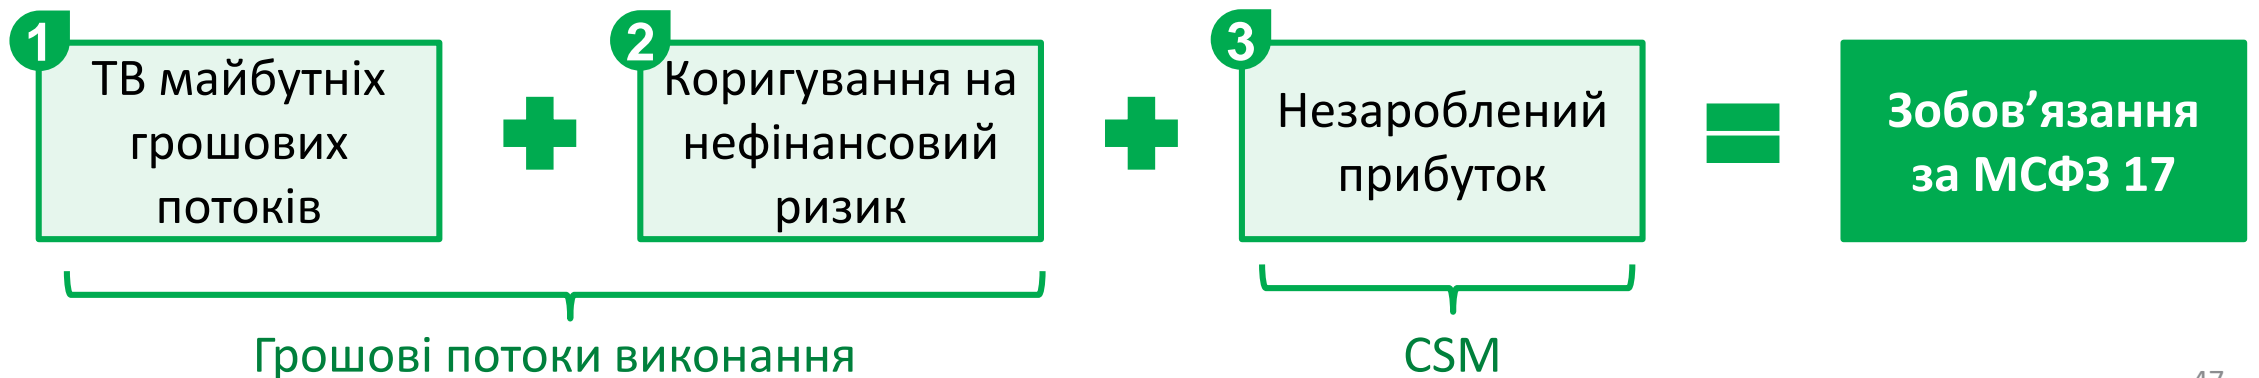 1
ТВ майбутніх
грошових
потоків
2
Коригування на
нефінансовий
ризик
3
Незароблений
прибуток
Зобов’язання
за МСФЗ 17
Грошові потоки виконання
CSM
47